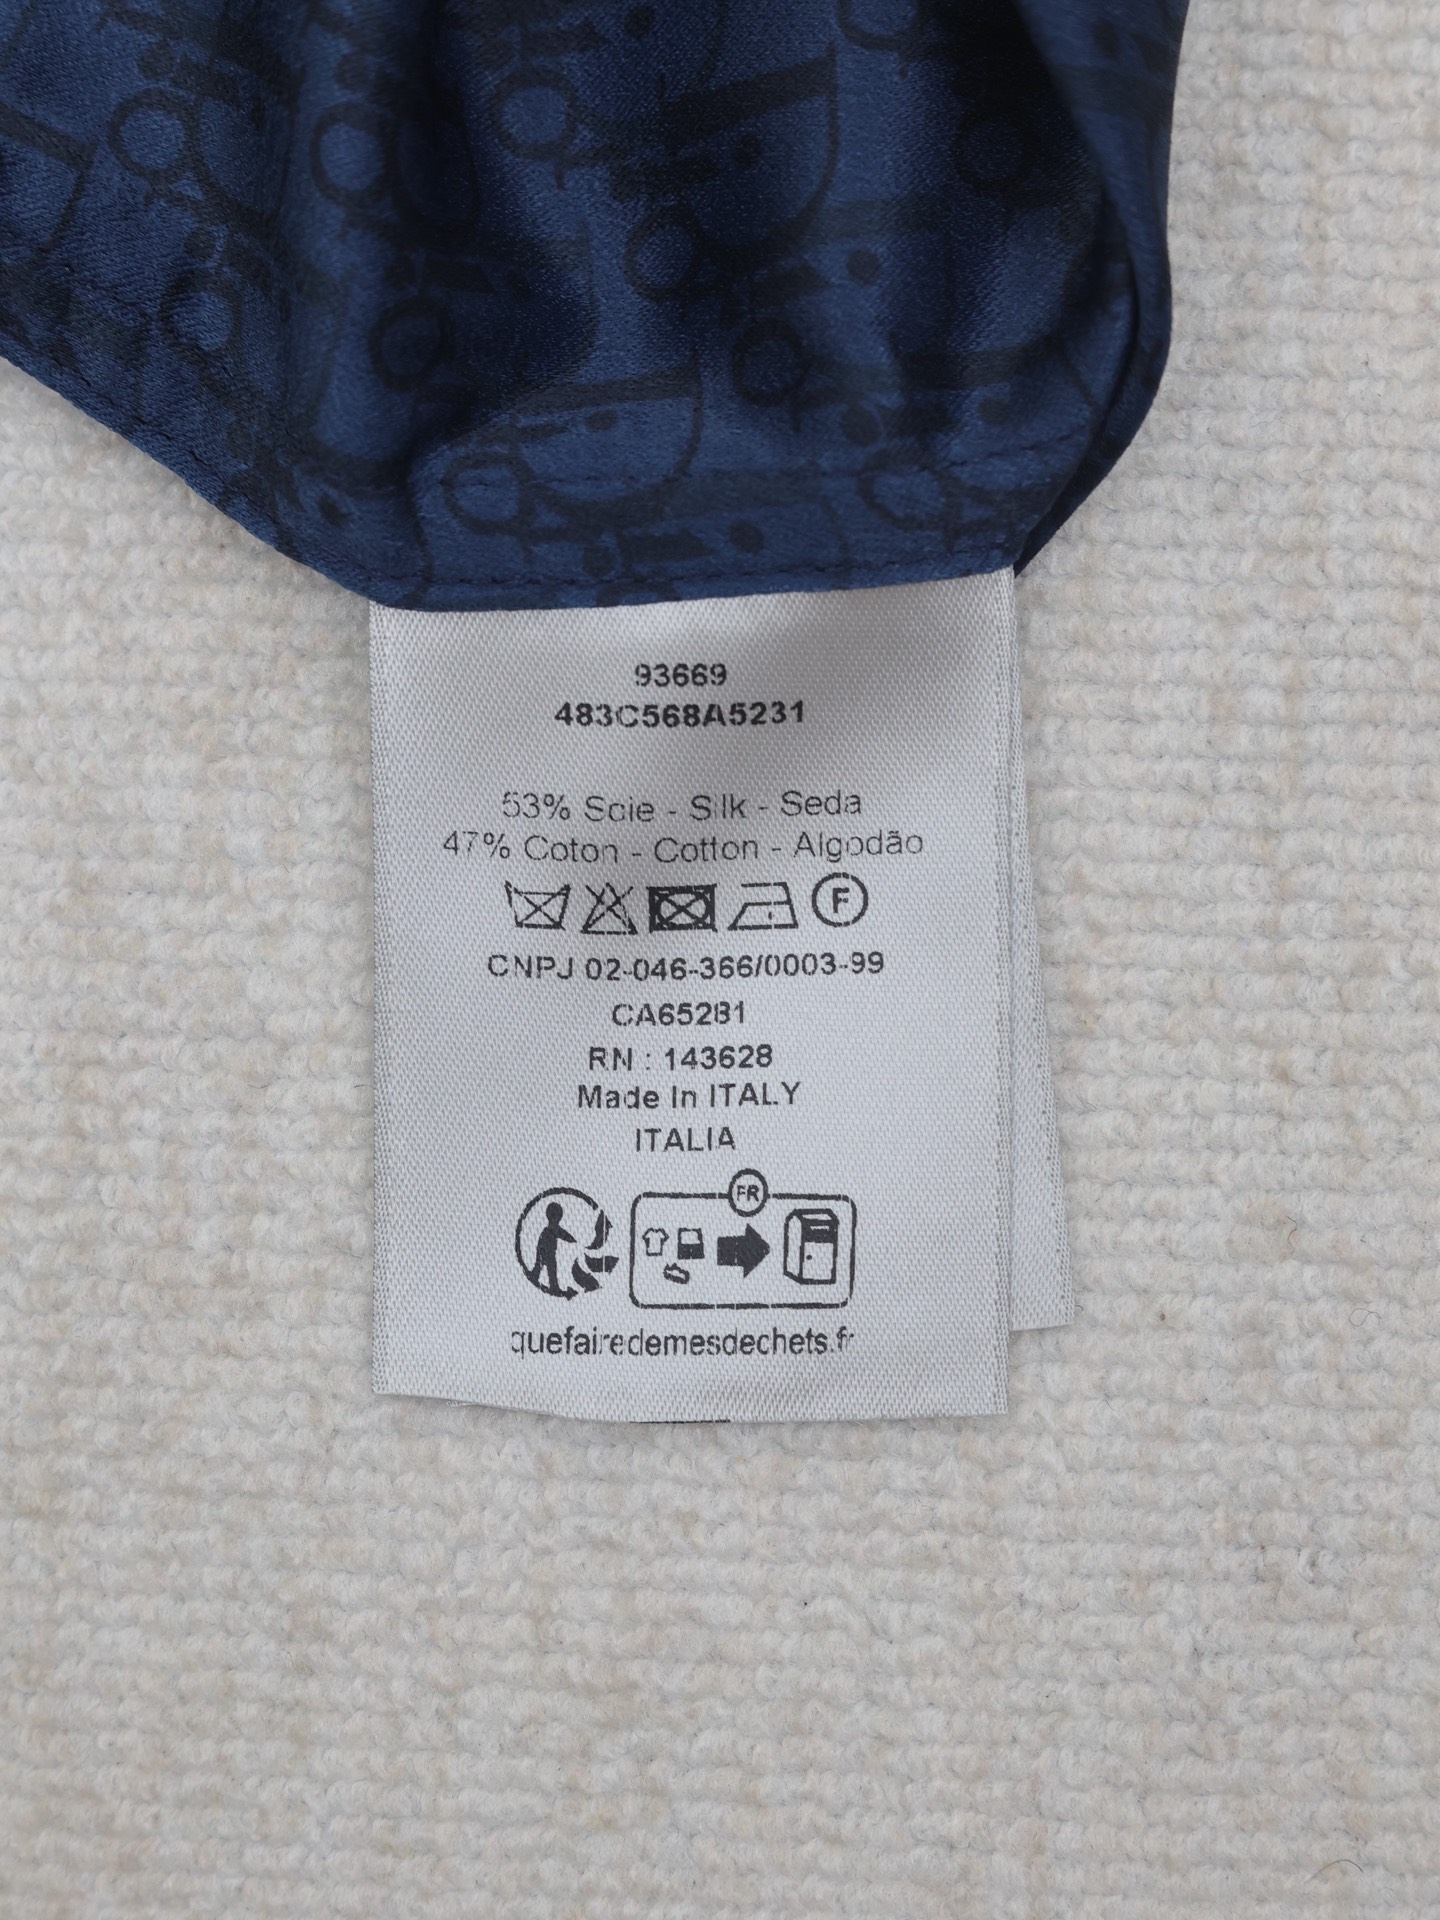 93669
483C568A5231
53% Soie - Silk - Seda
47% Coton - Cotton - Algodão
F
CNPJ 02-046-366/0003-99
CA65281
RN : 143628
Made In ITALY
ITALIA
FR
quefairedemesdechets.fr